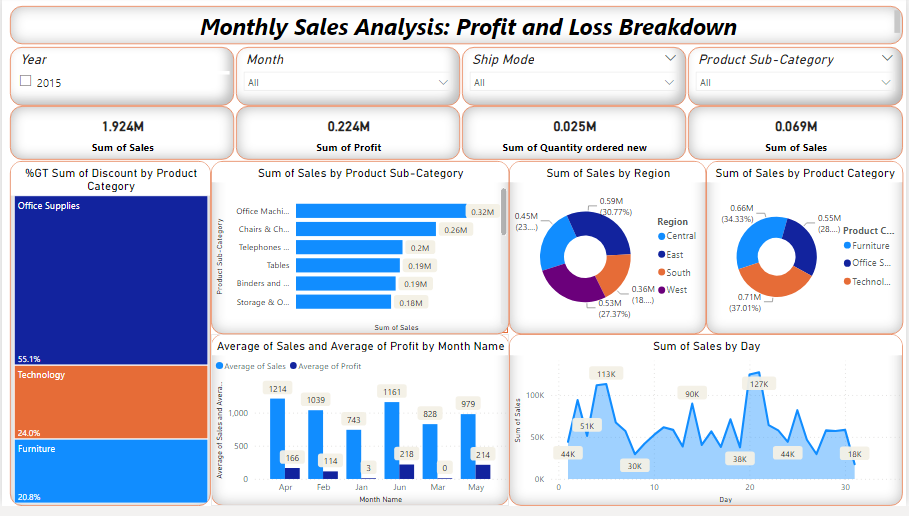 Monthly Sales Analysis: Profit and Loss Breakdown
Year
2015
Month
All
Ship Mode
All
Product Sub-Category
All
1.924M
Sum of Sales
0.224M
Sum of Profit
0.025M
Sum of Quantity ordered new
0.069M
Sum of Sales
%GT Sum of Discount by Product
Category
Office Supplies
55.1%
Technology
24.0%
Furniture
20.8%
Sum of Sales by Product Sub-Category
Product Sub-Category
Office Machi...
0.32M
Chairs & Ch...
0.26M
Telephones ...
0.2M
Tables
0.19M
Binders and ...
0.19M
Storage & O...
0.18M
Sum of Sales
Sum of Sales by Region
0.59M
(30.77%)
0.45M
(23....)
0.36M
(18....)
0.53M
(27.37%)
Region
Central
East
South
West
Sum of Sales by Product Category
0.66M
(34.33%)
0.55M
(28....)
0.71M
(37.01%)
Product C...
Furniture
Office S...
Technol...
Average of Sales and Average of Profit by Month Name
Average of Sales
Average of Profit
Average of Sales and Avera...
1,000
500
0
1214
166
1039
114
743
3
1161
218
828
0
979
214
Apr
Feb
Jan
Jun
Mar
May
Month Name
Sum of Sales by Day
Sum of Sales
100K
50K
0K
44K
51K
113K
30K
90K
38K
127K
44K
18K
0
10
20
30
Day